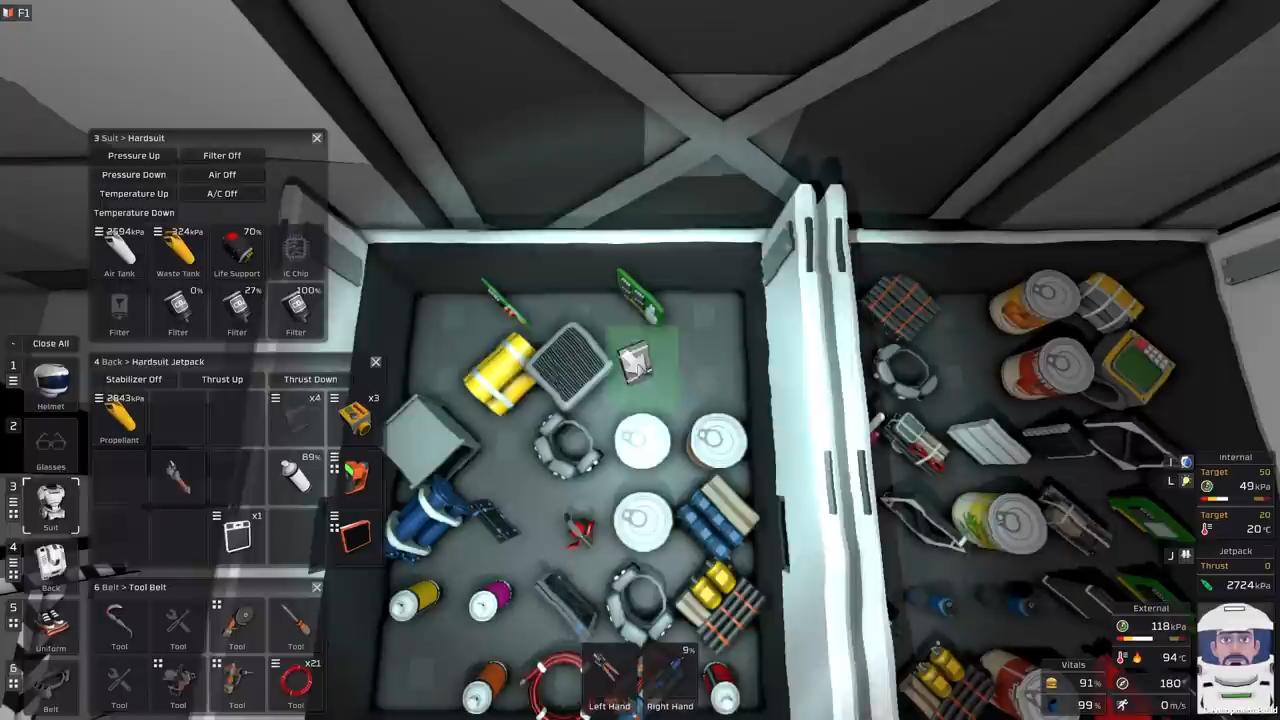 F1
3 Suit > Hardsuit
Pressure Up
Filter Off
Pressure Down
Air Off
Temperature Up
A/C Off
Temperature Down
2594kPa
324kPa
70%
Air Tank
Waste Tank
Life Support
IC Chip
0%
27%
100%
Filter
Filter
Filter
Filter
Close All
1
Helmet
2
Glasses
3
Suit
4
Back
5
Uniform
6
Belt
4 Back > Hardsuit Jetpack
Stabilizer Off
Thrust Up
Thrust Down
2843kPa
x4
x3
Propellant
89%
x1
6 Belt > Tool Belt
Tool
Tool
Tool
Tool
x21
Tool
Tool
Tool
Tool
9%
Left Hand
Right Hand
Internal
Target 50
49kPa
L
Target 20
20°C
J
Jetpack
Thrust 0
2724kPa
External
118kPa
94°C
180°
0m/s
Vitals
91%
99%